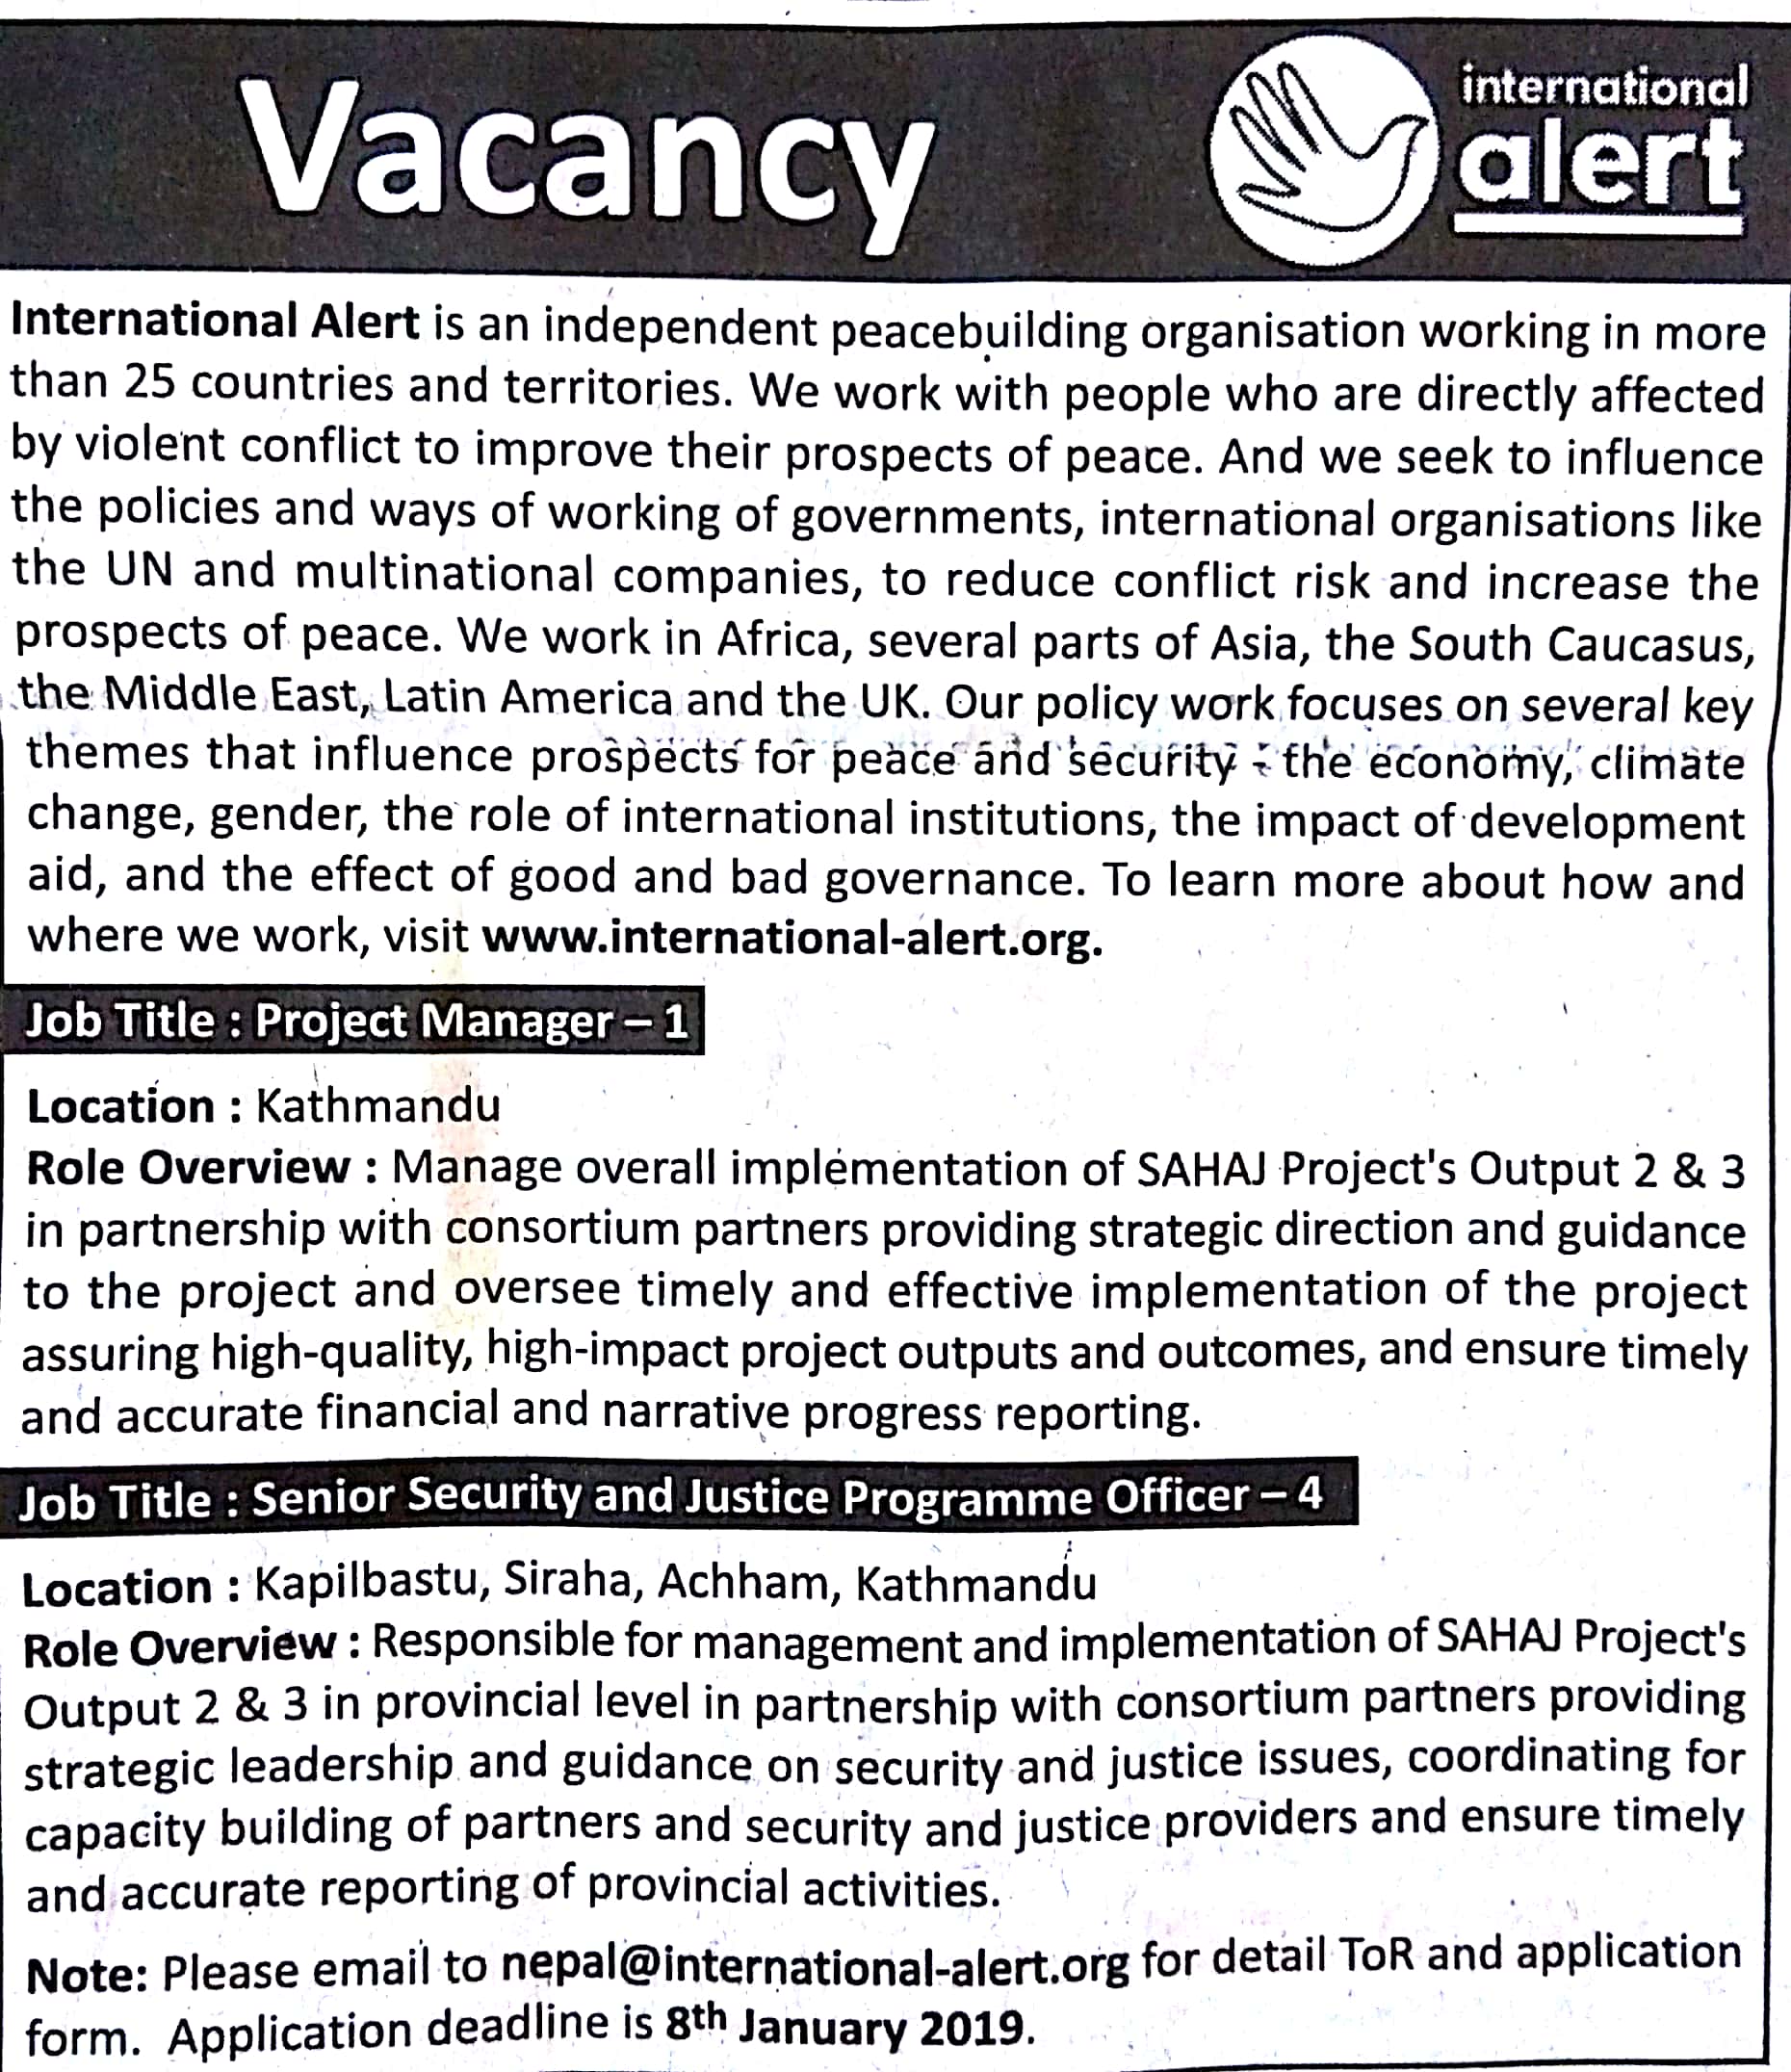 Vacancy
international
alert
International Alert is an independent peacebuilding organisation working in more
than 25 countries and territories. We work with people who are directly affected
by violent conflict to improve their prospects of peace. And we seek to influence
the policies and ways of working of governments, international organisations like
the UN and multinational companies, to reduce conflict risk and increase the
prospects of peace. We work in Africa, several parts of Asia, the South Caucasus,
the Middle East, Latin America and the UK. Our policy work focuses on several key
themes that influence prospects for peace and security - the economy, climate
change, gender, the role of international institutions, the impact of development
aid, and the effect of good and bad governance. To learn more about how and
where we work, visit www.international-alert.org.
Job Title : Project Manager – 1
Location : Kathmandu
Role Overview : Manage overall implementation of SAHAJ Project's Output 2 & 3
in partnership with consortium partners providing strategic direction and guidance
to the project and oversee timely and effective implementation of the project
assuring high-quality, high-impact project outputs and outcomes, and ensure timely
and accurate financial and narrative progress reporting.
Job Title : Senior Security and Justice Programme Officer – 4
Location : Kapilbastu, Siraha, Achham, Kathmandu
Role Overview : Responsible for management and implementation of SAHAJ Project's
Output 2 & 3 in provincial level in partnership with consortium partners providing
strategic leadership and guidance on security and justice issues, coordinating for
capacity building of partners and security and justice providers and ensure timely
and accurate reporting of provincial activities.
Note: Please email to nepal@international-alert.org for detail ToR and application
form. Application deadline is 8th January 2019.